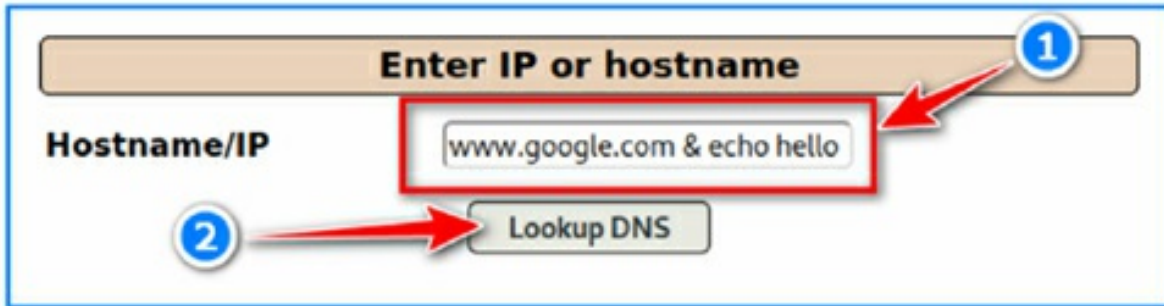 Enter IP or hostname
1
Hostname/IP
www.google.com & echo hello
2
Lookup DNS